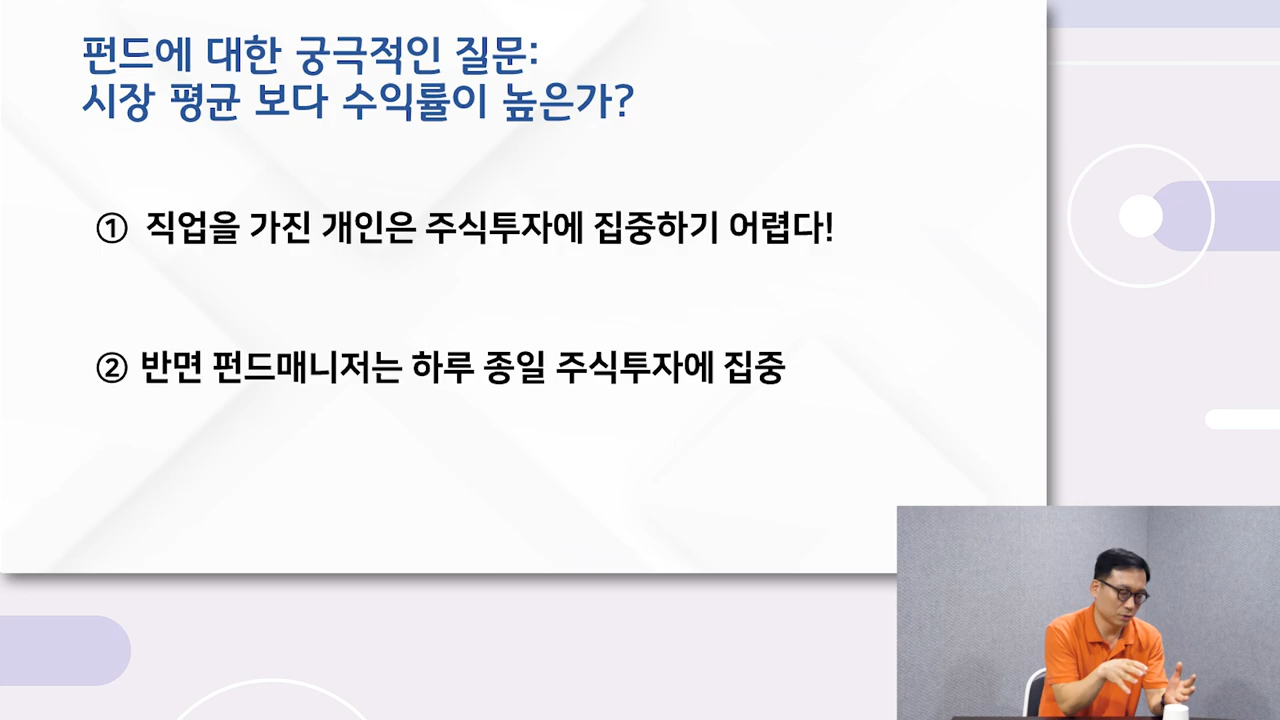 펀드에 대한 궁극적인 질문:
시장 평균 보다 수익률이 높은가?
① 직업을 가진 개인은 주식투자에 집중하기 어렵다!
② 반면 펀드매니저는 하루 종일 주식투자에 집중